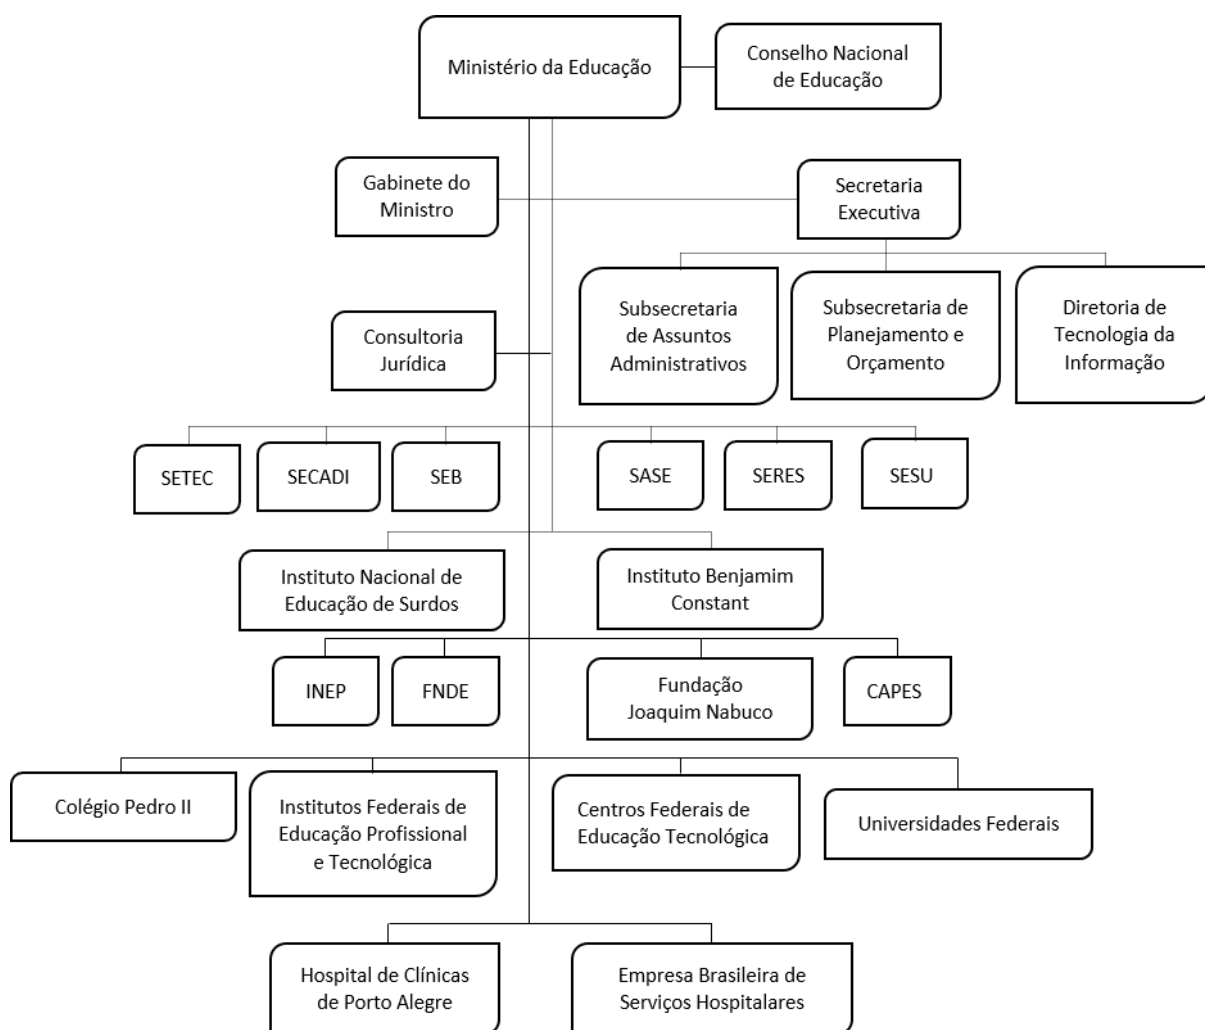 Ministério da Educação
Conselho Nacional
de Educação
Gabinete do
Ministro
Secretaria
Executiva
Subsecretaria
de Assuntos
Administrativos
Subsecretaria de
Planejamento e
Orçamento
Diretoria de
Tecnologia da
Informação
Consultoria
Jurídica
SETEC
SECADI
SEB
SASE
SERES
SESU
Instituto Nacional de
Educação de Surdos
Instituto Benjamim
Constant
INEP
FNDE
Fundação
Joaquim Nabuco
CAPES
Colégio Pedro II
Institutos Federais de
Educação Profissional
e Tecnológica
Centros Federais de
Educação Tecnológica
Universidades Federais
Hospital de Clínicas
de Porto Alegre
Empresa Brasileira de
Serviços Hospitalares